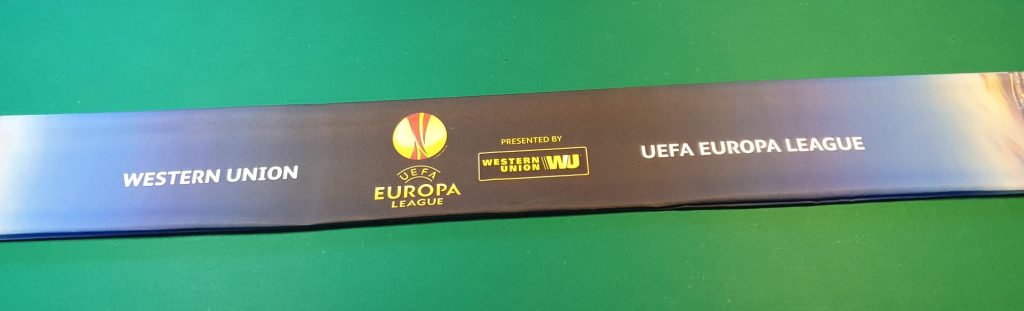 WESTERN UNION
UEFA
EUROPA
LEAGUE
PRESENTED BY
WESTERN
UNION WU
UEFA EUROPA LEAGUE